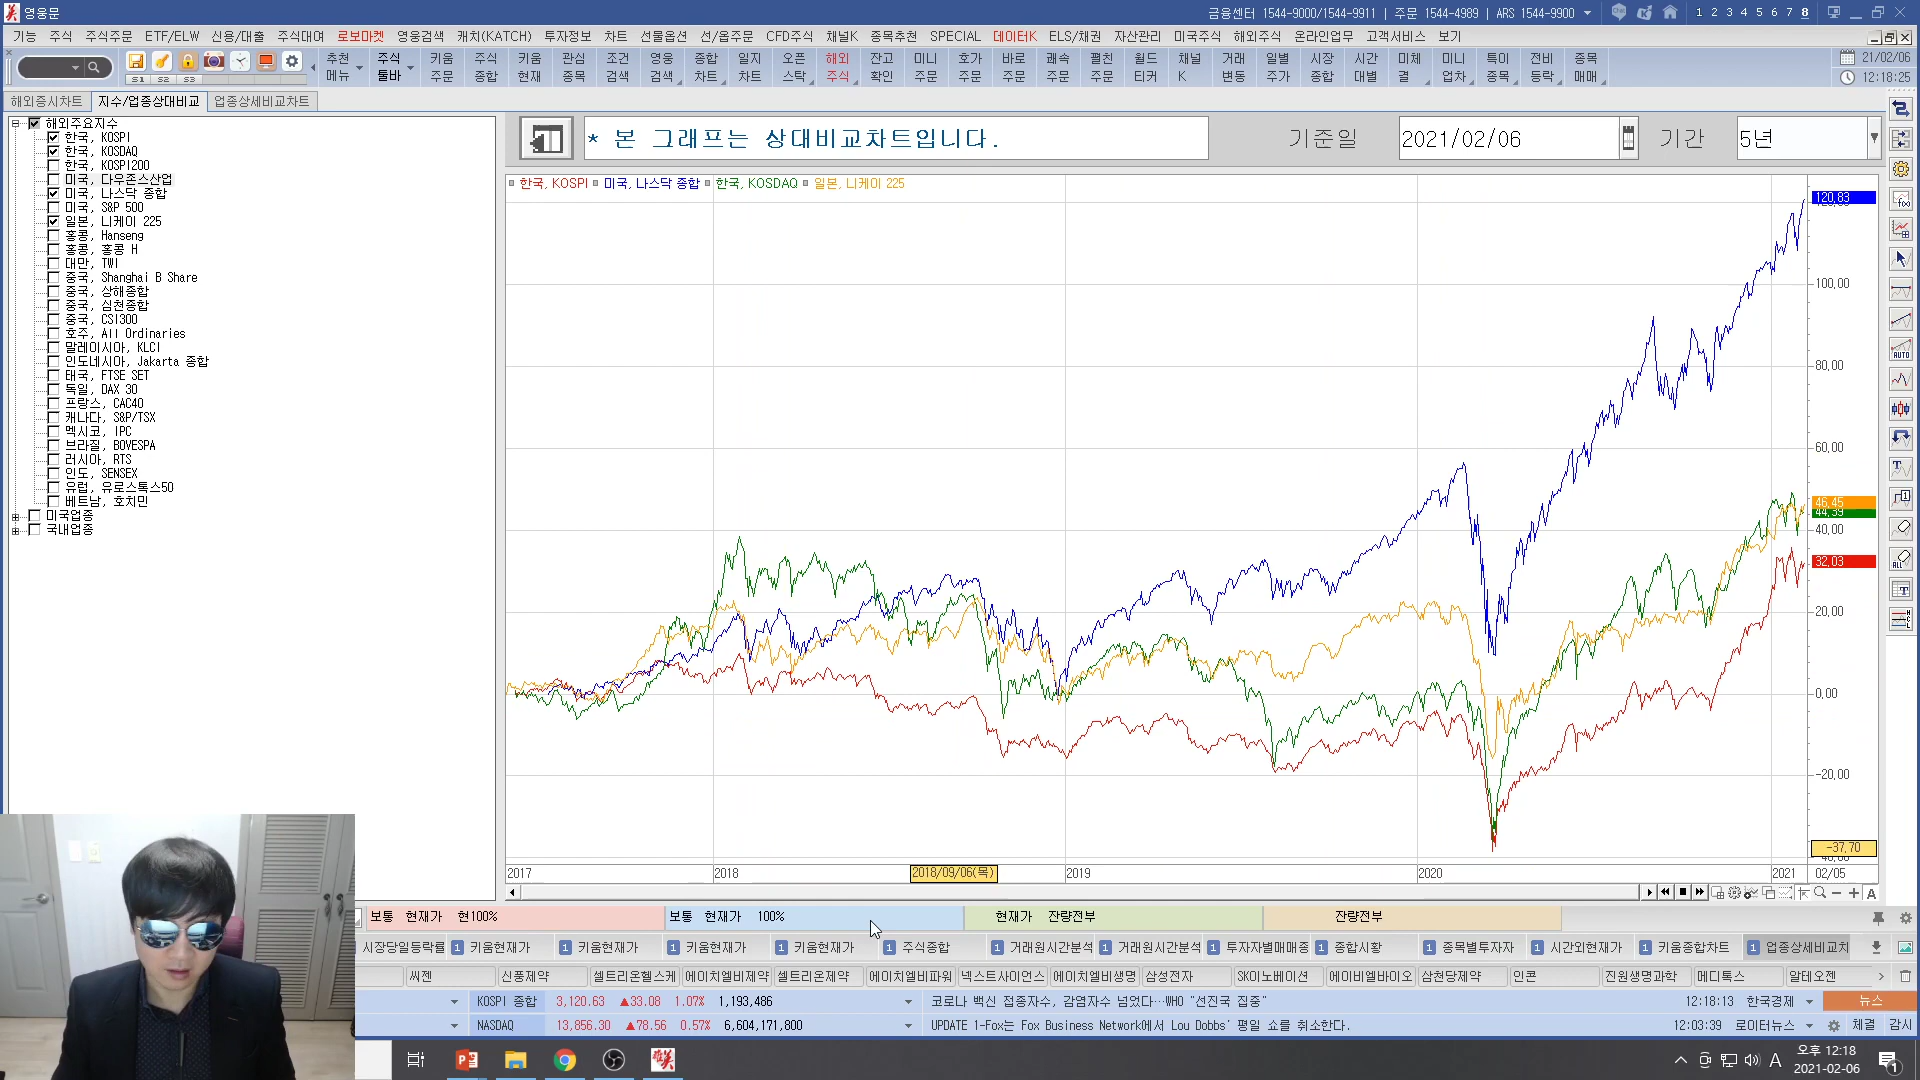 영웅문
금융센터 1544-9000/1544-9911 | 주문 1544-4989 | ARS 1544-9900
1 2 3 4 5 6 7 8
기능 주식 주식주문 ETF/ELW 신용/대출 주식대여 로보마켓 영웅검색 캐치(KATCH) 투자정보 차트 선물옵션 선/옵주문 CFD주식 채널K 종목추천 SPECIAL 데이터K ELS/채권 자산관리 미국주식 해외주식 온라인업무 고객서비스 보기
추천 주식 키움 주식 키움 관심 조건 영웅 종합 일지 오픈 해외 잔고 미니 호가 바로 쾌속 펼친 월드 채널 거래 일별 시장 시간 미체 미니 특이 전비 종목
메뉴 툴바 주문 종합 현재 종목 검색 검색 차트 차트 스탁 주식 확인 주문 주문 주문 주문 주문 티커 K 변동 주가 종합 대별 결 업차 종목 등락 매매
S1 S2 S3
21/02/06
12:18:25
해외증시차트 지수/업종상대비교 업종상세비교차트
해외주요지수
한국, KOSPI
한국, KOSDAQ
한국, KOSPI200
미국, 다우존스산업
미국, 나스닥 종합
미국, S&P 500
일본, 니케이 225
홍콩, Hanseng
홍콩, 홍콩 H
대만, TWI
중국, Shanghai B Share
중국, 상해종합
중국, 심천종합
중국, CSI300
호주, All Ordinaries
말레이시아, KLCI
인도네시아, Jakarta 종합
태국, FTSE SET
독일, DAX 30
프랑스, CAC40
캐나다, S&P/TSX
멕시코, IPC
브라질, BOVESPA
러시아, RTS
인도, SENSEX
유럽, 유로스톡스50
베트남, 호치민
미국업종
국내업종
* 본 그래프는 상대비교차트입니다.
기준일 2021/02/06 기간 5년
한국, KOSPI 미국, 나스닥 종합 한국, KOSDAQ 일본, 니케이 225
120,83
100,00
80,00
60,00
46,45
44,39
40,00
32,03
20,00
0,00
-20,00
-37,70
2017 2018 2018/09/06(목) 2019 2020 2021 02/05
보통 현재가 현100% 보통 현재가 100% 현재가 잔량전부 잔량전부
시장당일등락률 1 키움현재가 1 키움현재가 1 키움현재가 1 키움현재가 1 주식종합 1 거래원시간분석 1 거래원시간분석 1 투자자별매매종 1 종합시황 1 종목별투자자 1 시간외현재가 1 키움종합차트 1 업종상세비교차
씨젠 신풍제약 셀트리온헬스케 에이치엘비제약 셀트리온제약 에이치엘비파워 넥스트사이언스 에이치엘비생명 삼성전자 SK이노베이션 에이비엘바이오 삼천당제약 인콘 진원생명과학 메디톡스 알테오젠
KOSPI 종합 3,120.63 ▲33.08 1.07% 1,193,486 코로나 백신 접종자수, 감염자수 넘었다…WHO "선진국 집중" 12:18:13 한국경제 뉴스
NASDAQ 13,856.30 ▲78.56 0.57% 6,604,171,800 UPDATE 1-Fox는 Fox Business Network에서 Lou Dobbs' 평일 쇼를 취소한다. 12:03:39 로이터뉴스 체결 감시
A 오후 12:18
2021-02-06